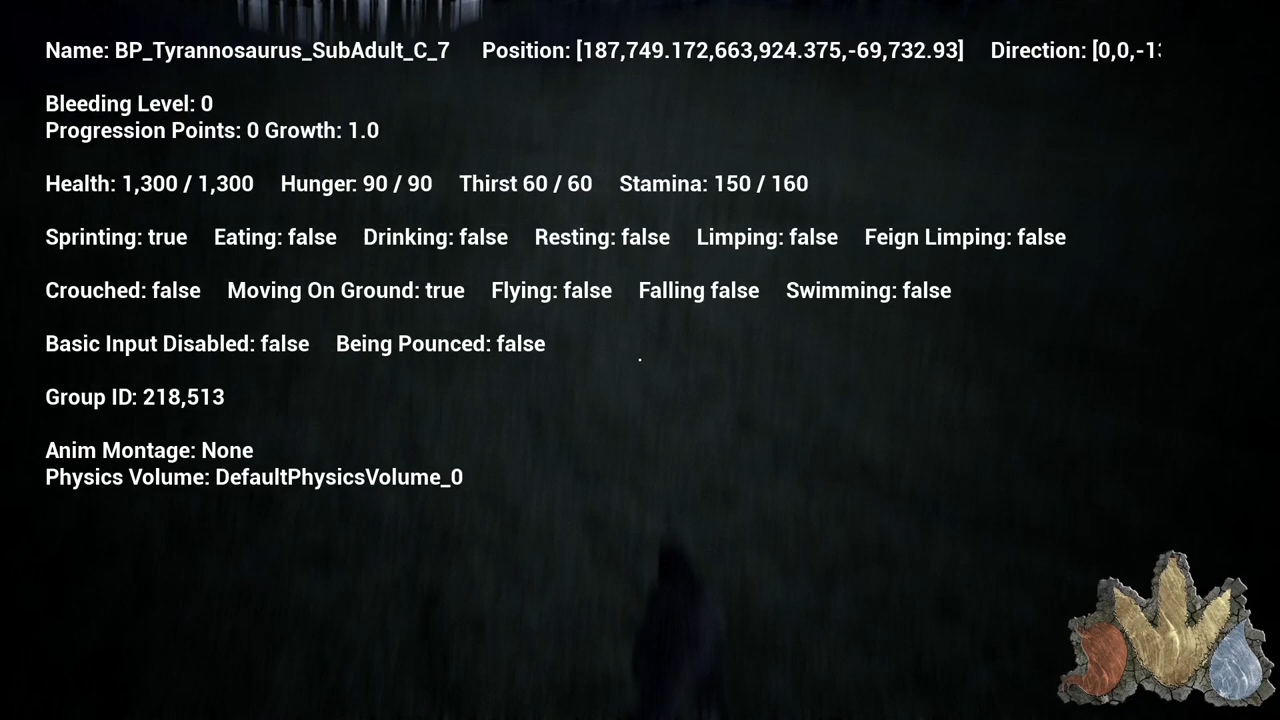 Name: BP_Tyrannosaurus_SubAdult_C_7 Position: [187,749.172,663,924.375,-69,732.93] Direction: [0,0,-1
Bleeding Level: 0
Progression Points: 0 Growth: 1.0
Health: 1,300 / 1,300 Hunger: 90 / 90 Thirst 60 / 60 Stamina: 150 / 160
Sprinting: true Eating: false Drinking: false Resting: false Limping: false Feign Limping: false
Crouched: false Moving On Ground: true Flying: false Falling false Swimming: false
Basic Input Disabled: false Being Pounced: false
Group ID: 218,513
Anim Montage: None
Physics Volume: DefaultPhysicsVolume_0